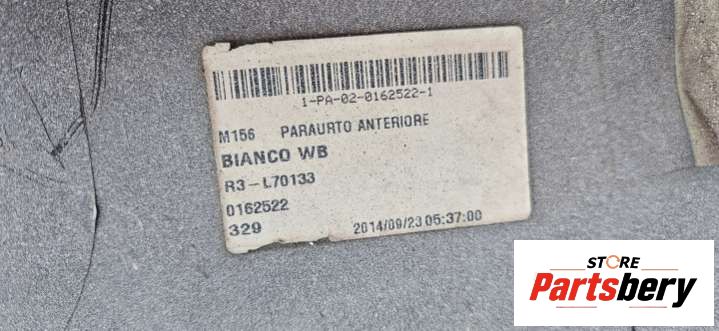 1-PA-02-0162522-1
M156 PARAURTO ANTERIORE
BIANCO WB
R3-L70133
0162522
329
2014/09/23 05:37:00
STORE
Partsbery